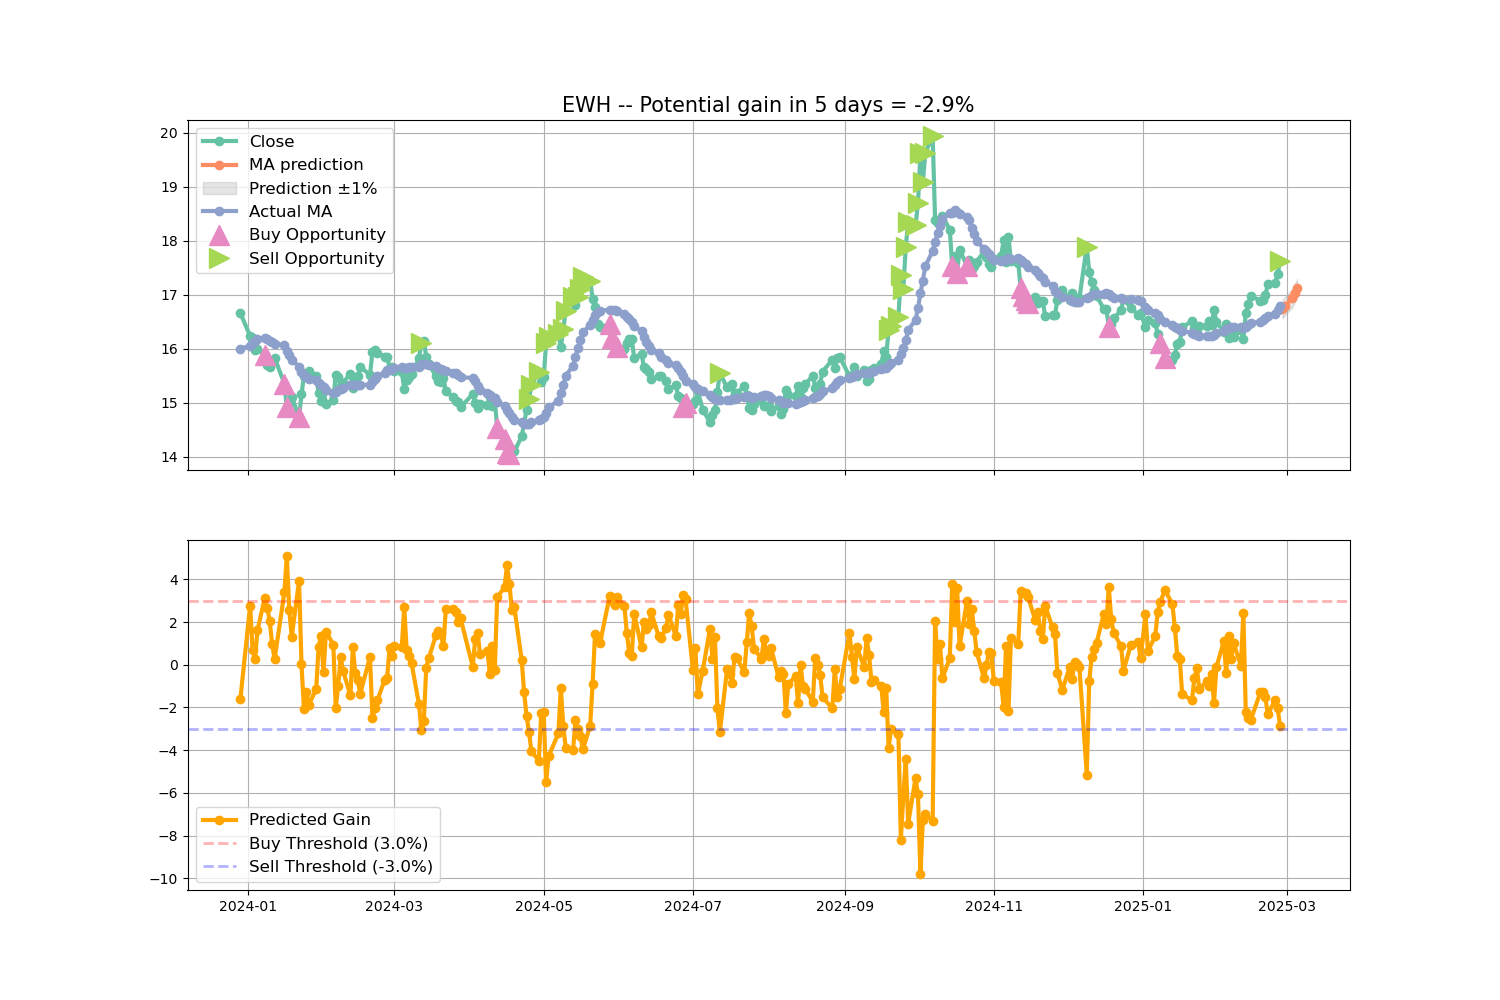 EWH -- Potential gain in 5 days = -2.9%
20
19
18
17
16
15
14
Close
MA prediction
Prediction ±1%
Actual MA
Buy Opportunity
Sell Opportunity
4
2
0
−2
−4
−6
−8
−10
Predicted Gain
Buy Threshold (3.0%)
Sell Threshold (-3.0%)
2024-01
2024-03
2024-05
2024-07
2024-09
2024-11
2025-01
2025-03